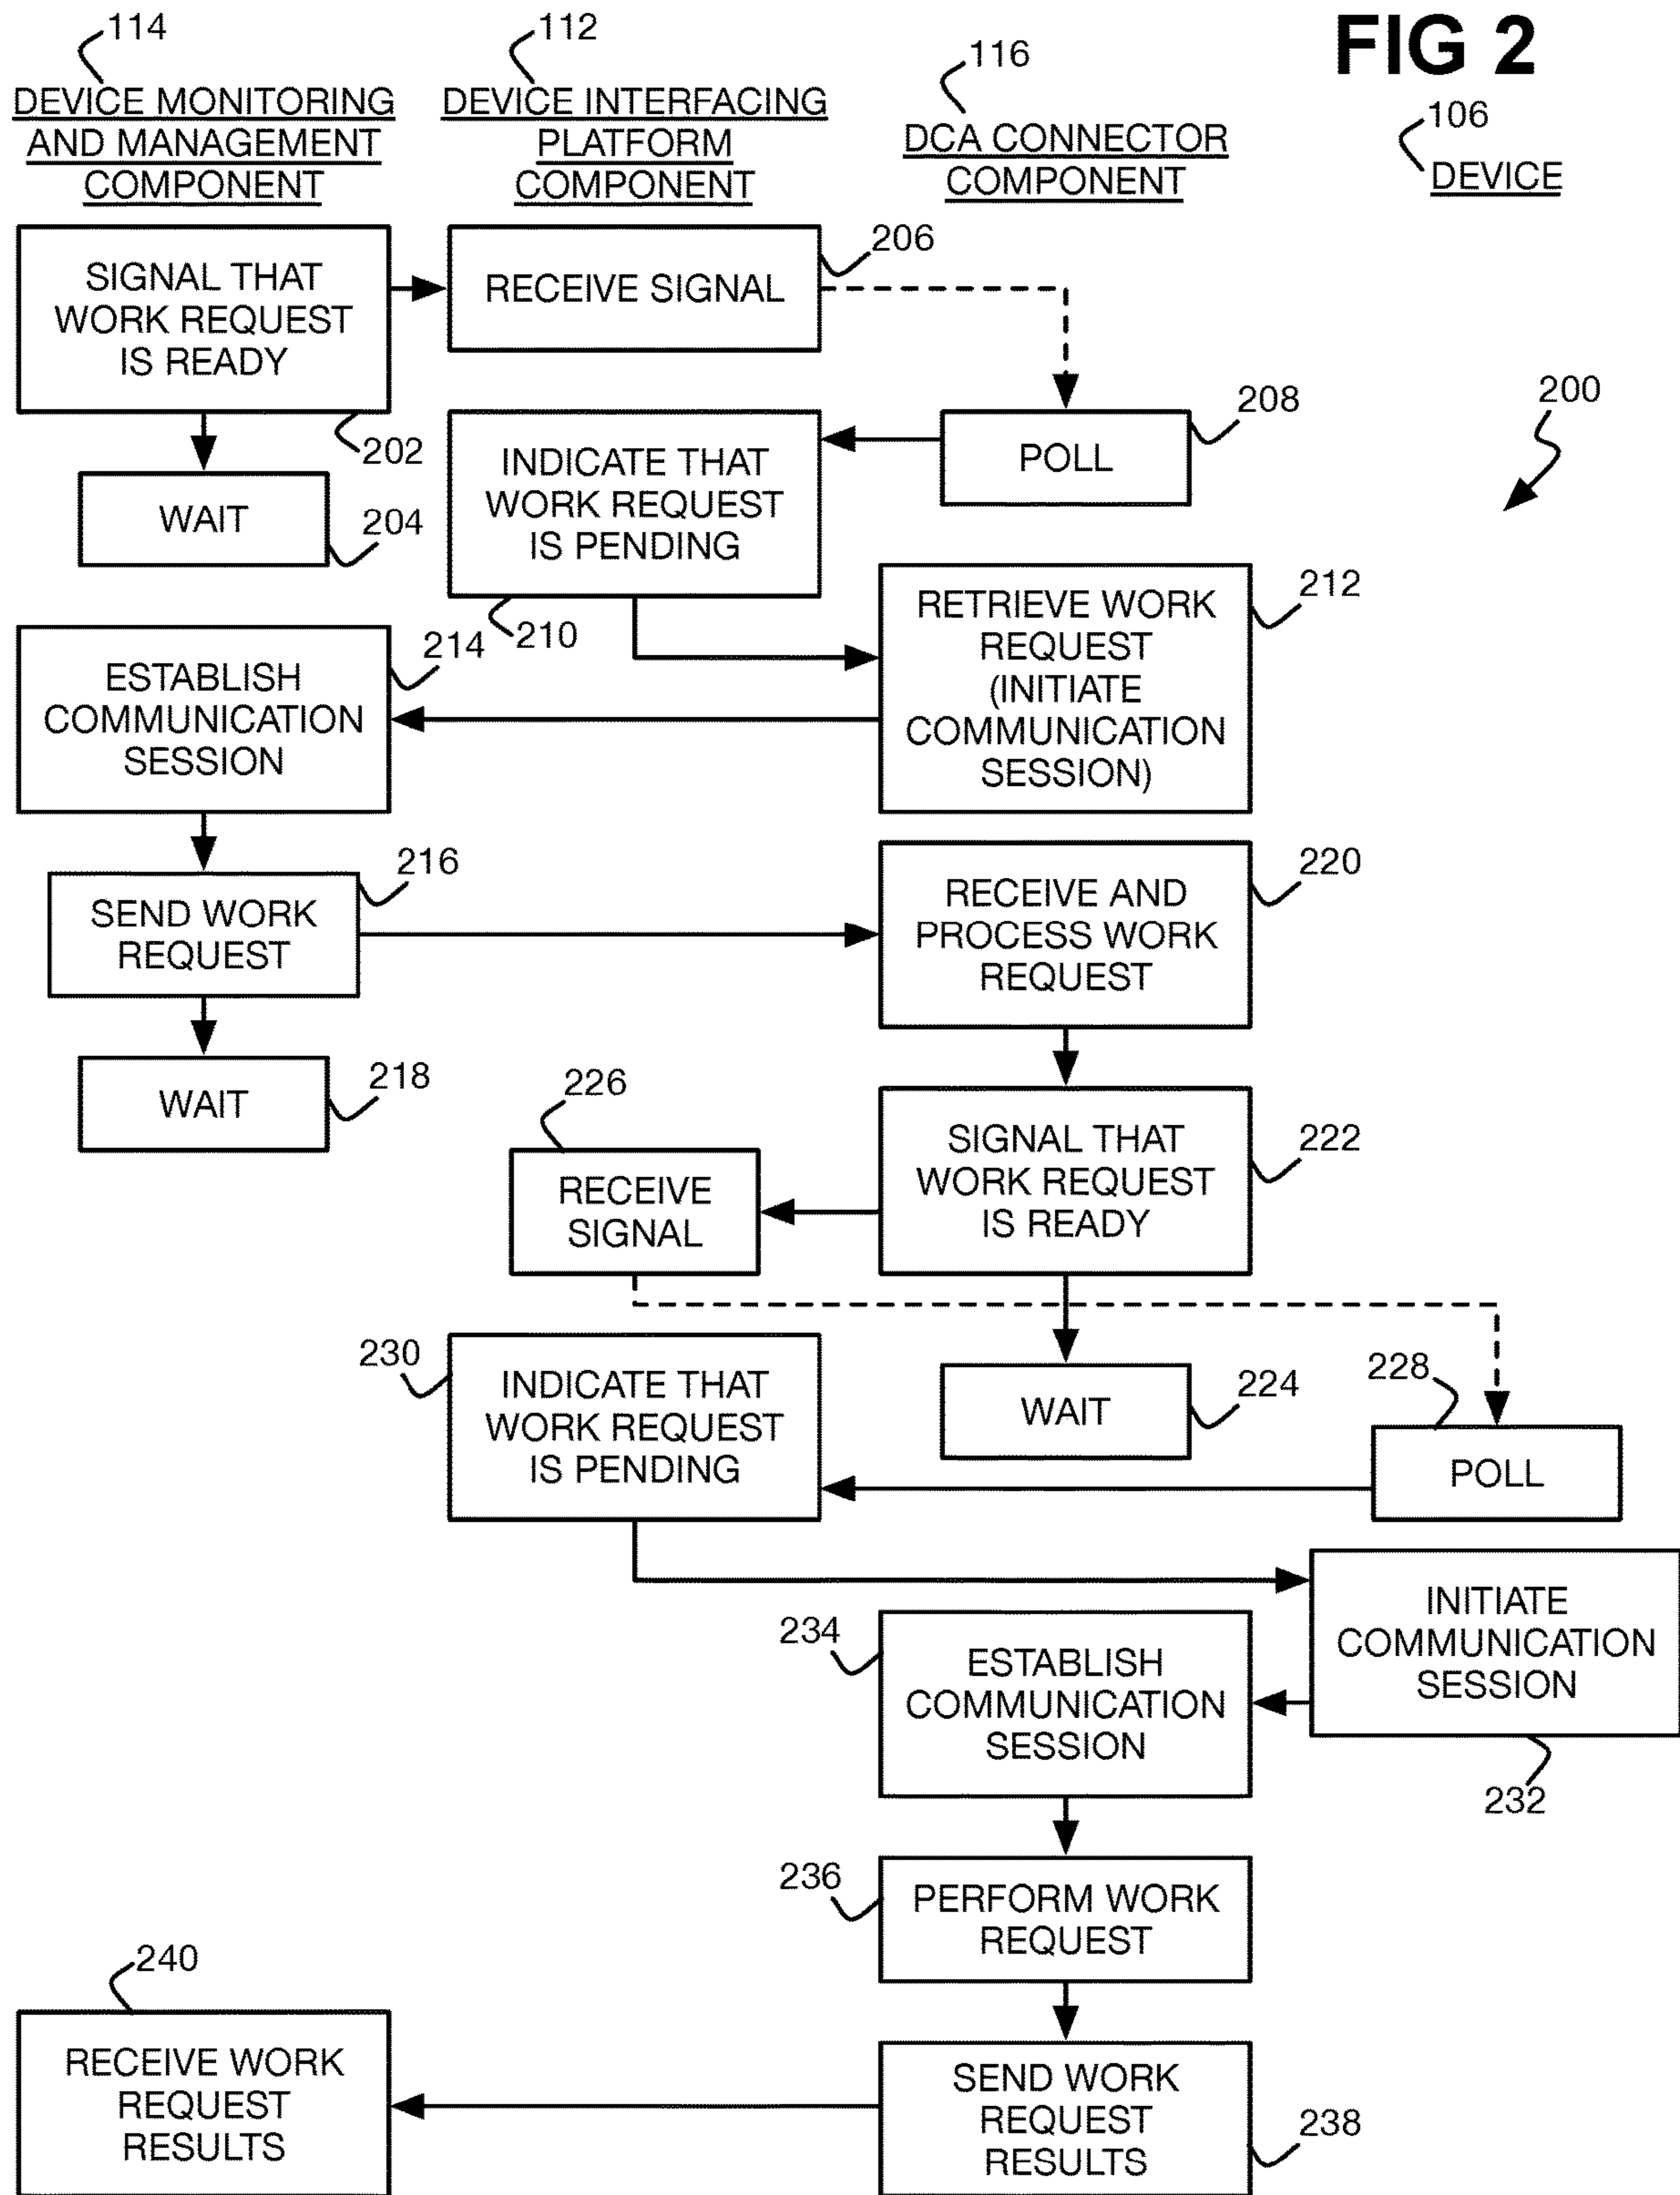 FIG 2
114
DEVICE MONITORING
AND MANAGEMENT
COMPONENT
112
DEVICE INTERFACING
PLATFORM
COMPONENT
116
DCA CONNECTOR
COMPONENT
106
DEVICE
SIGNAL THAT
WORK REQUEST
IS READY
202
RECEIVE SIGNAL
206
WAIT
204
POLL
208
200
INDICATE THAT
WORK REQUEST
IS PENDING
210
RETRIEVE WORK
REQUEST
(INITIATE
COMMUNICATION
SESSION)
212
ESTABLISH
COMMUNICATION
SESSION
214
SEND WORK
REQUEST
216
RECEIVE AND
PROCESS WORK
REQUEST
220
WAIT
218
SIGNAL THAT
WORK REQUEST
IS READY
222
226
RECEIVE
SIGNAL
WAIT
224
228
POLL
230
INDICATE THAT
WORK REQUEST
IS PENDING
INITIATE
COMMUNICATION
SESSION
232
234
ESTABLISH
COMMUNICATION
SESSION
236
PERFORM WORK
REQUEST
SEND WORK
REQUEST
RESULTS
238
240
RECEIVE WORK
REQUEST
RESULTS